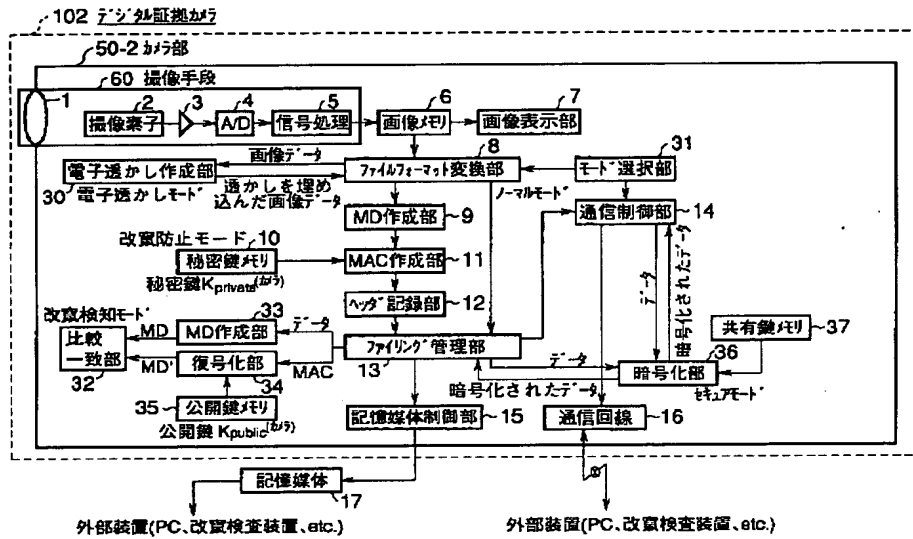 102 デジタル証拠カメラ
50-2 カメラ部
60 撮像手段
1
2
3
4
5
6
7
撮像素子
A/D
信号処理
画像メモリ
画像表示部
8
31
画像データ
電子透かし作成部
ファイルフォーマット変換部
モード選択部
30
電子透かしモード
透かしを埋め
込んだ画像データ
ノーマルモード
MD作成部
9
通信制御部
14
改竄防止モード
10
秘密鍵メモリ
MAC作成部
11
秘密鍵Kprivate(カメラ)
データ
暗号化されたデータ
ヘッダ記録部
12
改竄検知モード
33
MD
MD作成部
データ
共有鍵メモリ
37
比較
一致部
ファイリング管理部
36
MD'
復号化部
MAC
13
データ
暗号化部
32
34
暗号化されたデータ
セキュアモード
35
公開鍵メモリ
記憶媒体制御部
15
通信回線
16
公開鍵 Kpublic(カメラ)
記憶媒体
17
外部装置(PC、改竄検査装置、etc.)
外部装置(PC、改竄検査装置、etc.)